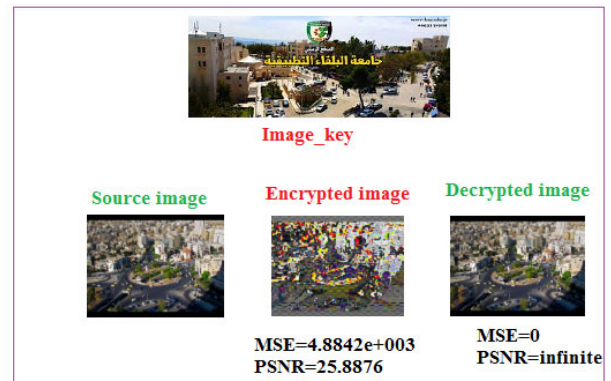 جامعة البلقاء التطبيقية
Image_key
Source image
Encrypted image
Decrypted image
MSE=4.8842e+003
PSNR=25.8876
MSE=0
PSNR=infinite